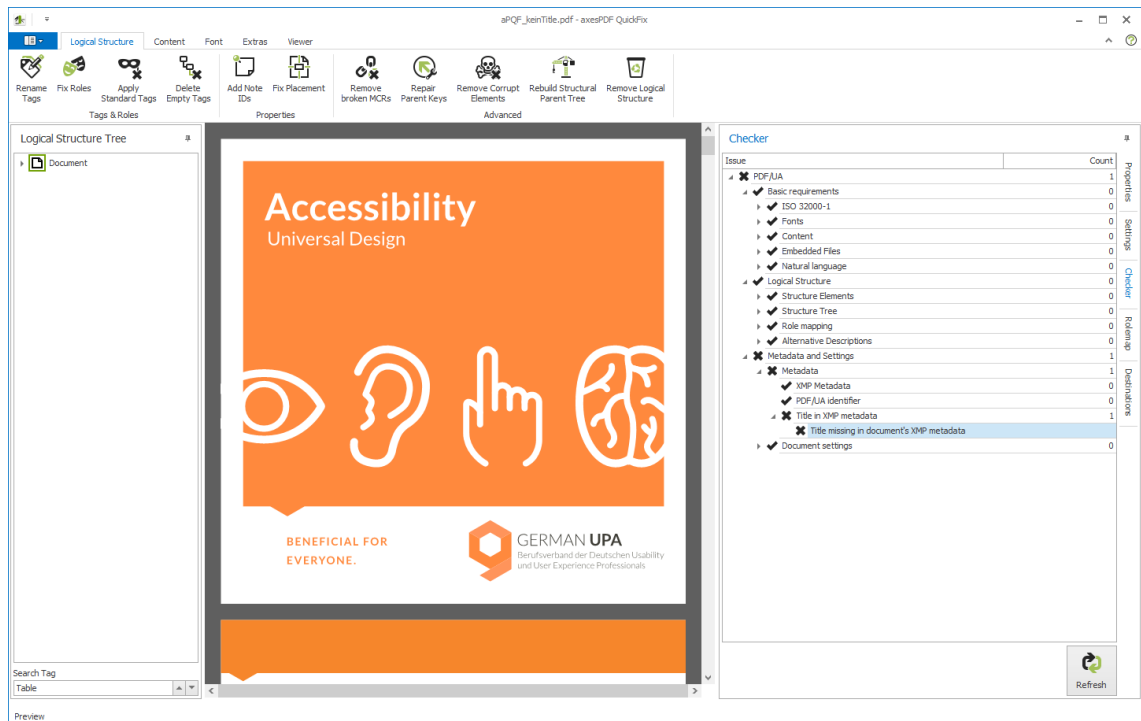 aPQF_keinTitle.pdf - axesPDF QuickFix
Logical Structure Content Font Extras Viewer
Rename Tags
Fix Roles
Apply Standard Tags
Delete Empty Tags
Add Note IDs
Fix Placement
Remove broken MCRs
Repair Parent Keys
Remove Corrupt Elements
Rebuild Structural Parent Tree
Remove Logical Structure
Tags & Roles
Properties
Advanced
Logical Structure Tree
Document
Search Tag
Table
Preview
Accessibility
Universal Design
BENEFICIAL FOR
EVERYONE.
GERMAN UPA
Berufsverband der Deutschen Usability
und User Experience Professionals
Checker
Issue Count
PDF/UA 1
Basic requirements 0
ISO 32000-1 0
Fonts 0
Content 0
Embedded Files 0
Natural language 0
Logical Structure 0
Structure Elements 0
Structure Tree 0
Role mapping 0
Alternative Descriptions 0
Metadata and Settings 1
Metadata 1
XMP Metadata 0
PDF/UA identifier 0
Title in XMP metadata 1
Title missing in document's XMP metadata
Document settings 0
Refresh
Properties
Settings
Checker
Rolemap
Destinations